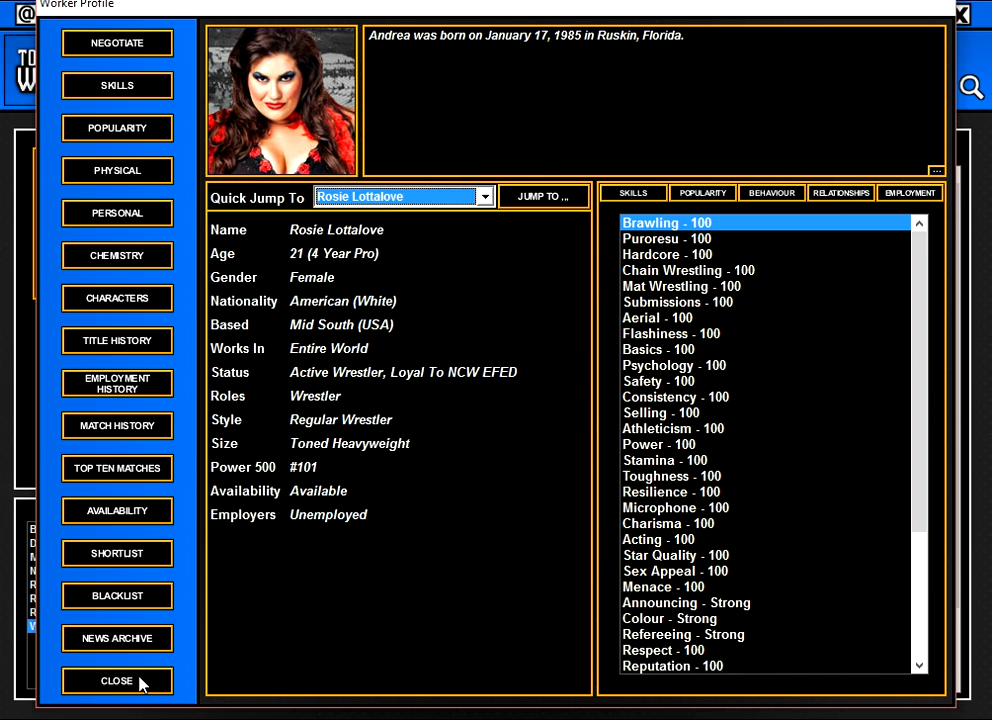 Worker Profile
@
X
TO
W
NEGOTIATE
SKILLS
POPULARITY
PHYSICAL
PERSONAL
CHEMISTRY
CHARACTERS
TITLE HISTORY
EMPLOYMENT
HISTORY
MATCH HISTORY
TOP TEN MATCHES
AVAILABILITY
SHORTLIST
BLACKLIST
NEWS ARCHIVE
CLOSE
Andrea was born on January 17, 1985 in Ruskin, Florida.
...
Quick Jump To Rosie Lottalove JUMP TO ,,,
Name Rosie Lottalove
Age 21 (4 Year Pro)
Gender Female
Nationality American (White)
Based Mid South (USA)
Works In Entire World
Status Active Wrestler, Loyal To NCW EFED
Roles Wrestler
Style Regular Wrestler
Size Toned Heavyweight
Power 500 #101
Availability Available
Employers Unemployed
SKILLS POPULARITY BEHAVIOUR RELATIONSHIPS EMPLOYMENT
Brawling - 100
Puroresu - 100
Hardcore - 100
Chain Wrestling - 100
Mat Wrestling - 100
Submissions - 100
Aerial - 100
Flashiness - 100
Basics - 100
Psychology - 100
Safety - 100
Consistency - 100
Selling - 100
Athleticism - 100
Power - 100
Stamina - 100
Toughness - 100
Resilience - 100
Microphone - 100
Charisma - 100
Acting - 100
Star Quality - 100
Sex Appeal - 100
Menace - 100
Announcing - Strong
Colour - Strong
Refereeing - Strong
Respect - 100
Reputation - 100